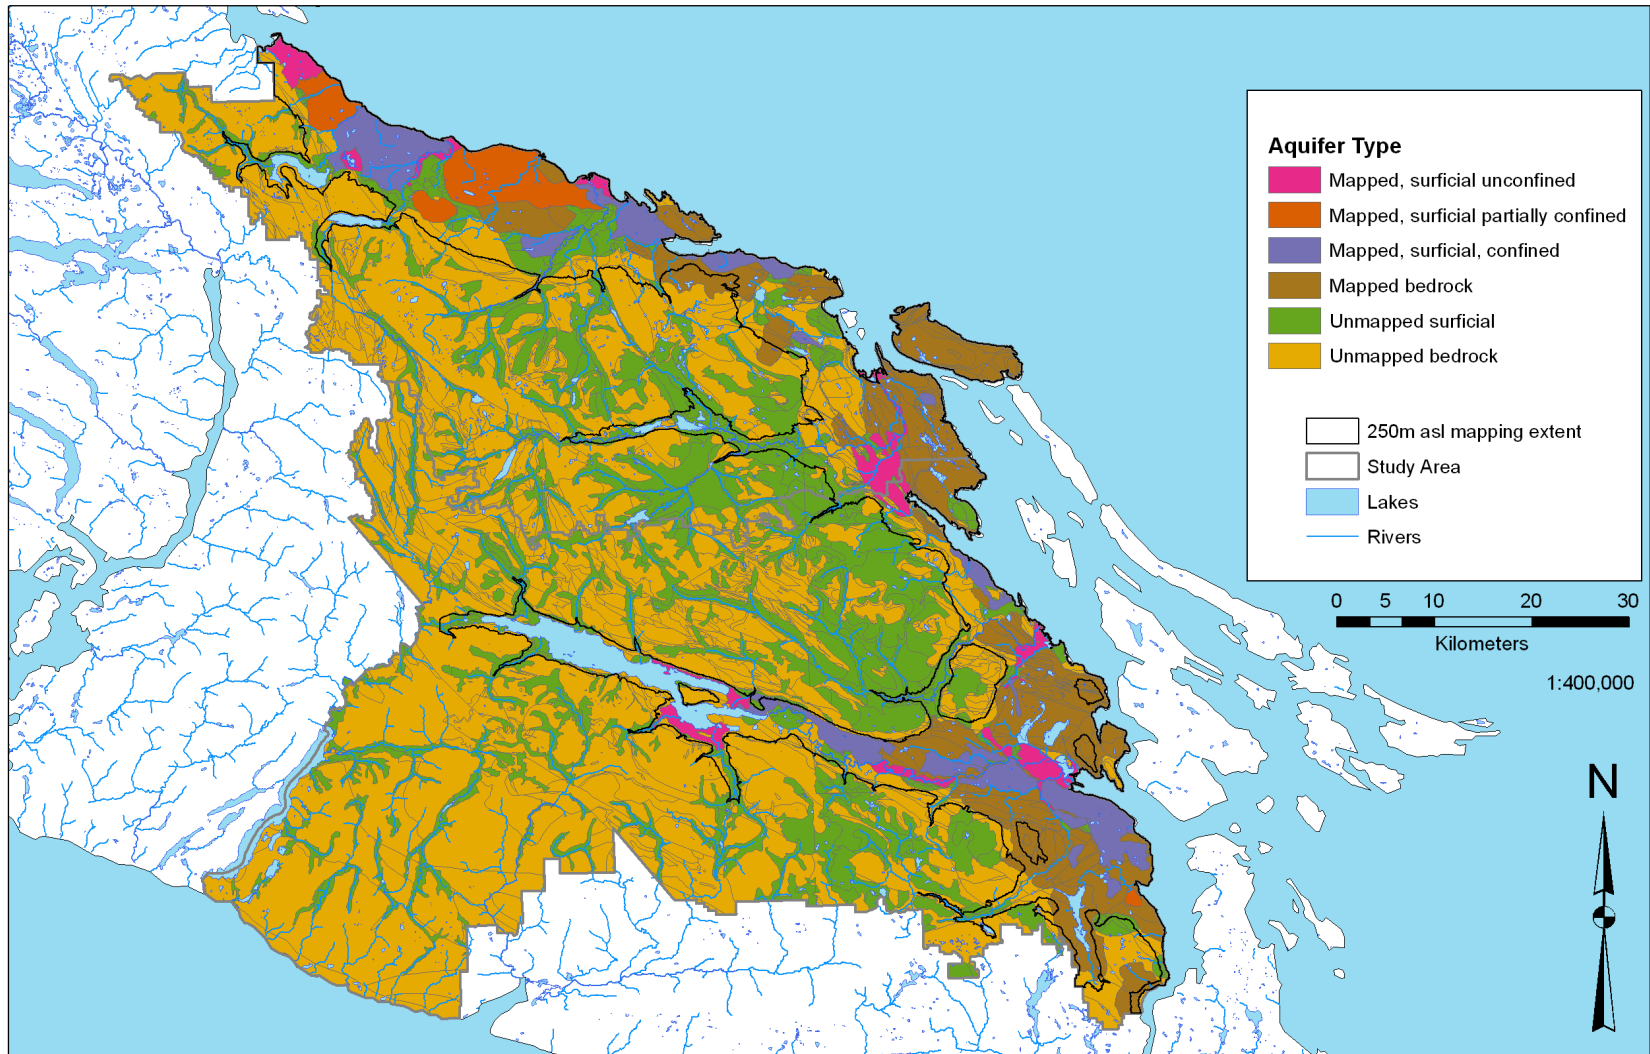 Aquifer Type
Mapped, surficial unconfined
Mapped, surficial partially confined
Mapped, surficial, confined
Mapped bedrock
Unmapped surficial
Unmapped bedrock
250m asl mapping extent
Study Area
Lakes
Rivers
0 5 10 20 30
Kilometers
1:400,000
N